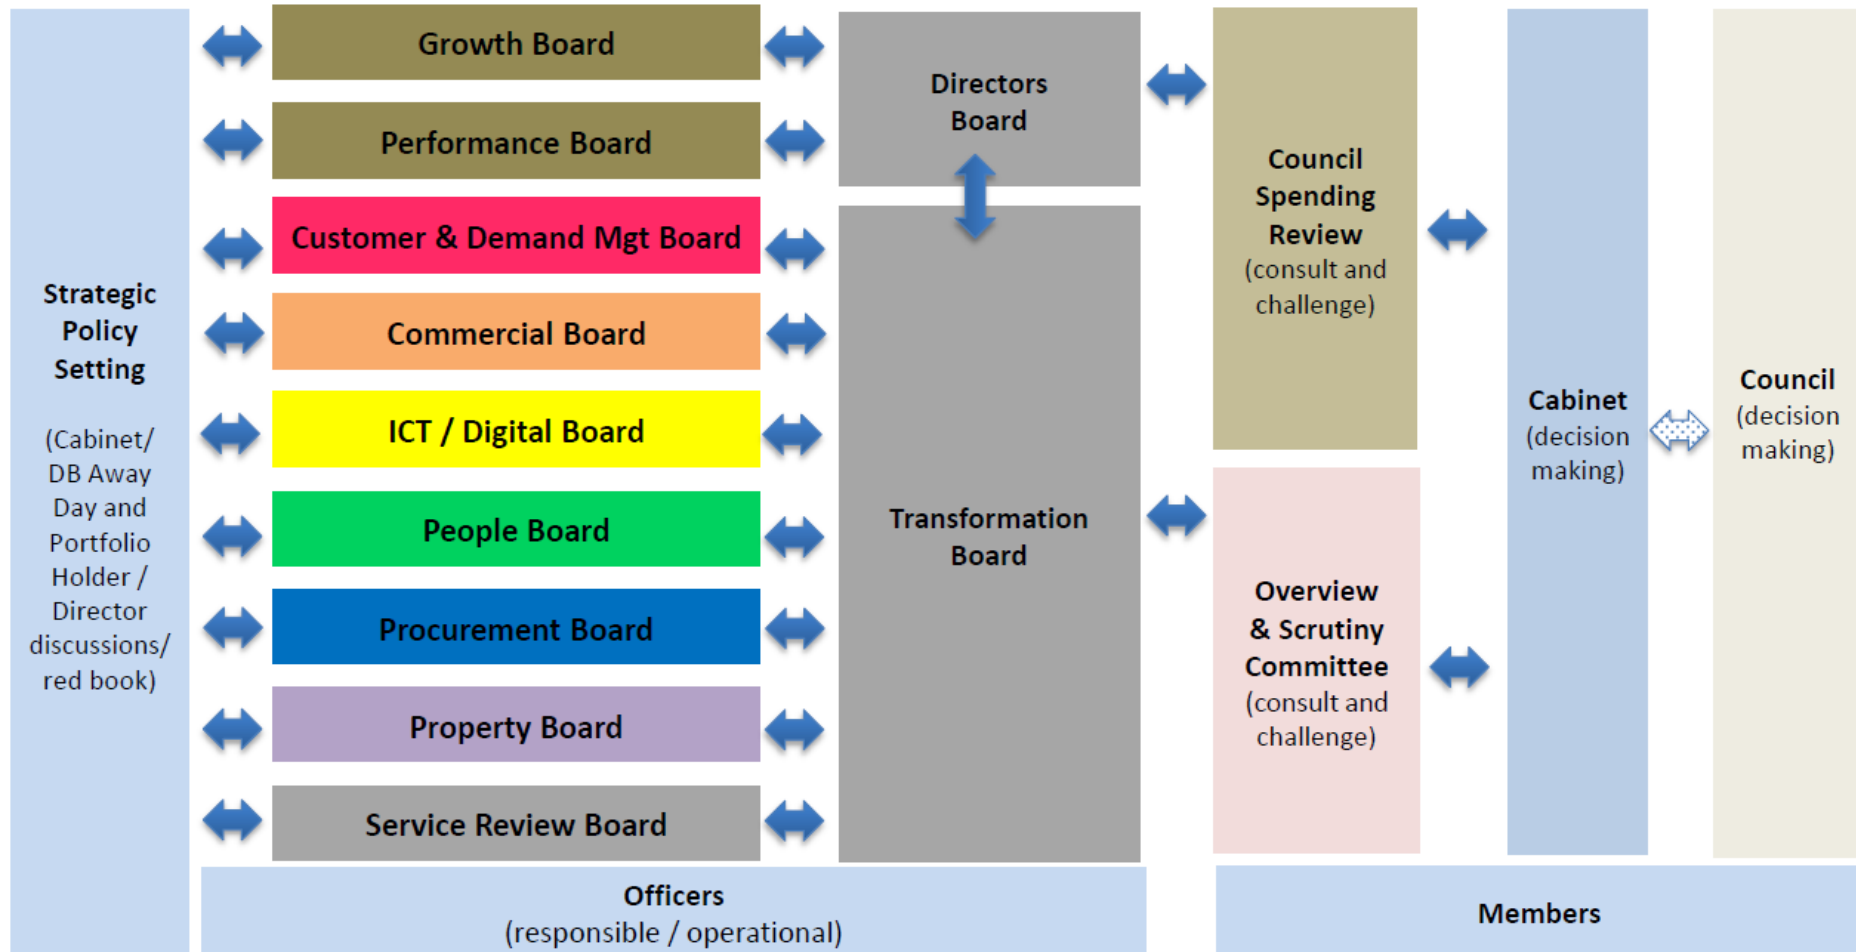 Strategic
Policy
Setting
(Cabinet/
DB Away
Day and
Portfolio
Holder /
Director
discussions/
red book)
Growth Board
Performance Board
Customer & Demand Mgt Board
Commercial Board
ICT / Digital Board
People Board
Procurement Board
Property Board
Service Review Board
Directors
Board
Transformation
Board
Officers
(responsible / operational)
Council
Spending
Review
(consult and
challenge)
Overview
& Scrutiny
Committee
(consult and
challenge)
Cabinet
(decision
making)
Council
(decision
making)
Members